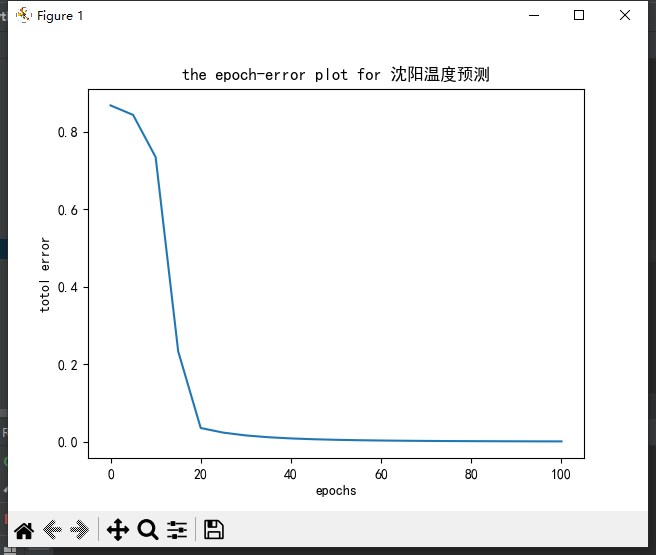 Figure 1
the epoch-error plot for 沈阳温度预测
0.8
0.6
0.4
0.2
0.0
totol error
0 20 40 60 80 100
epochs